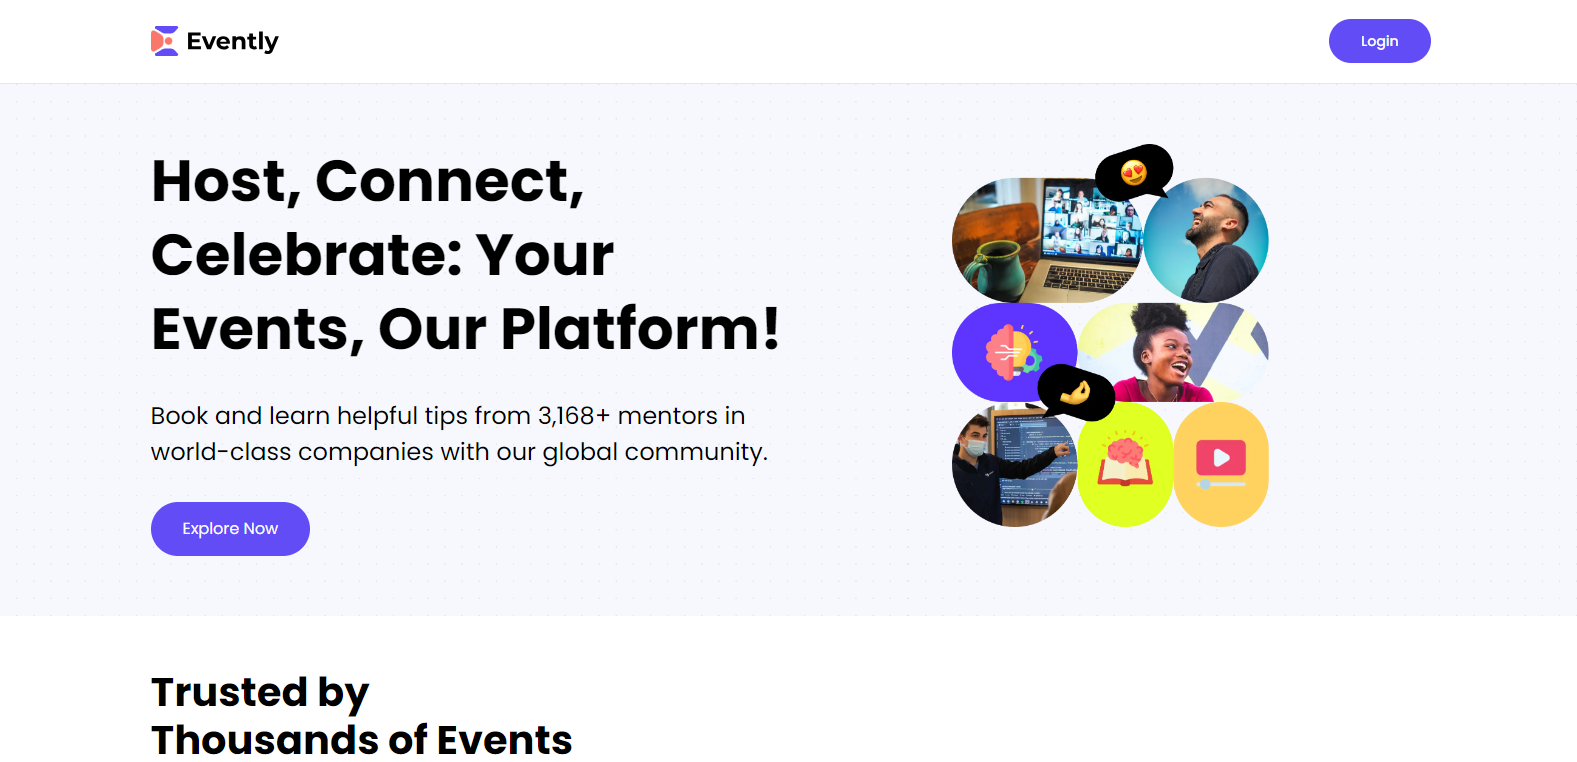 Evently
Login
Host, Connect,
Celebrate: Your
Events, Our Platform!
Book and learn helpful tips from 3,168+ mentors in
world-class companies with our global community.
Explore Now
Trusted by
Thousands of Events